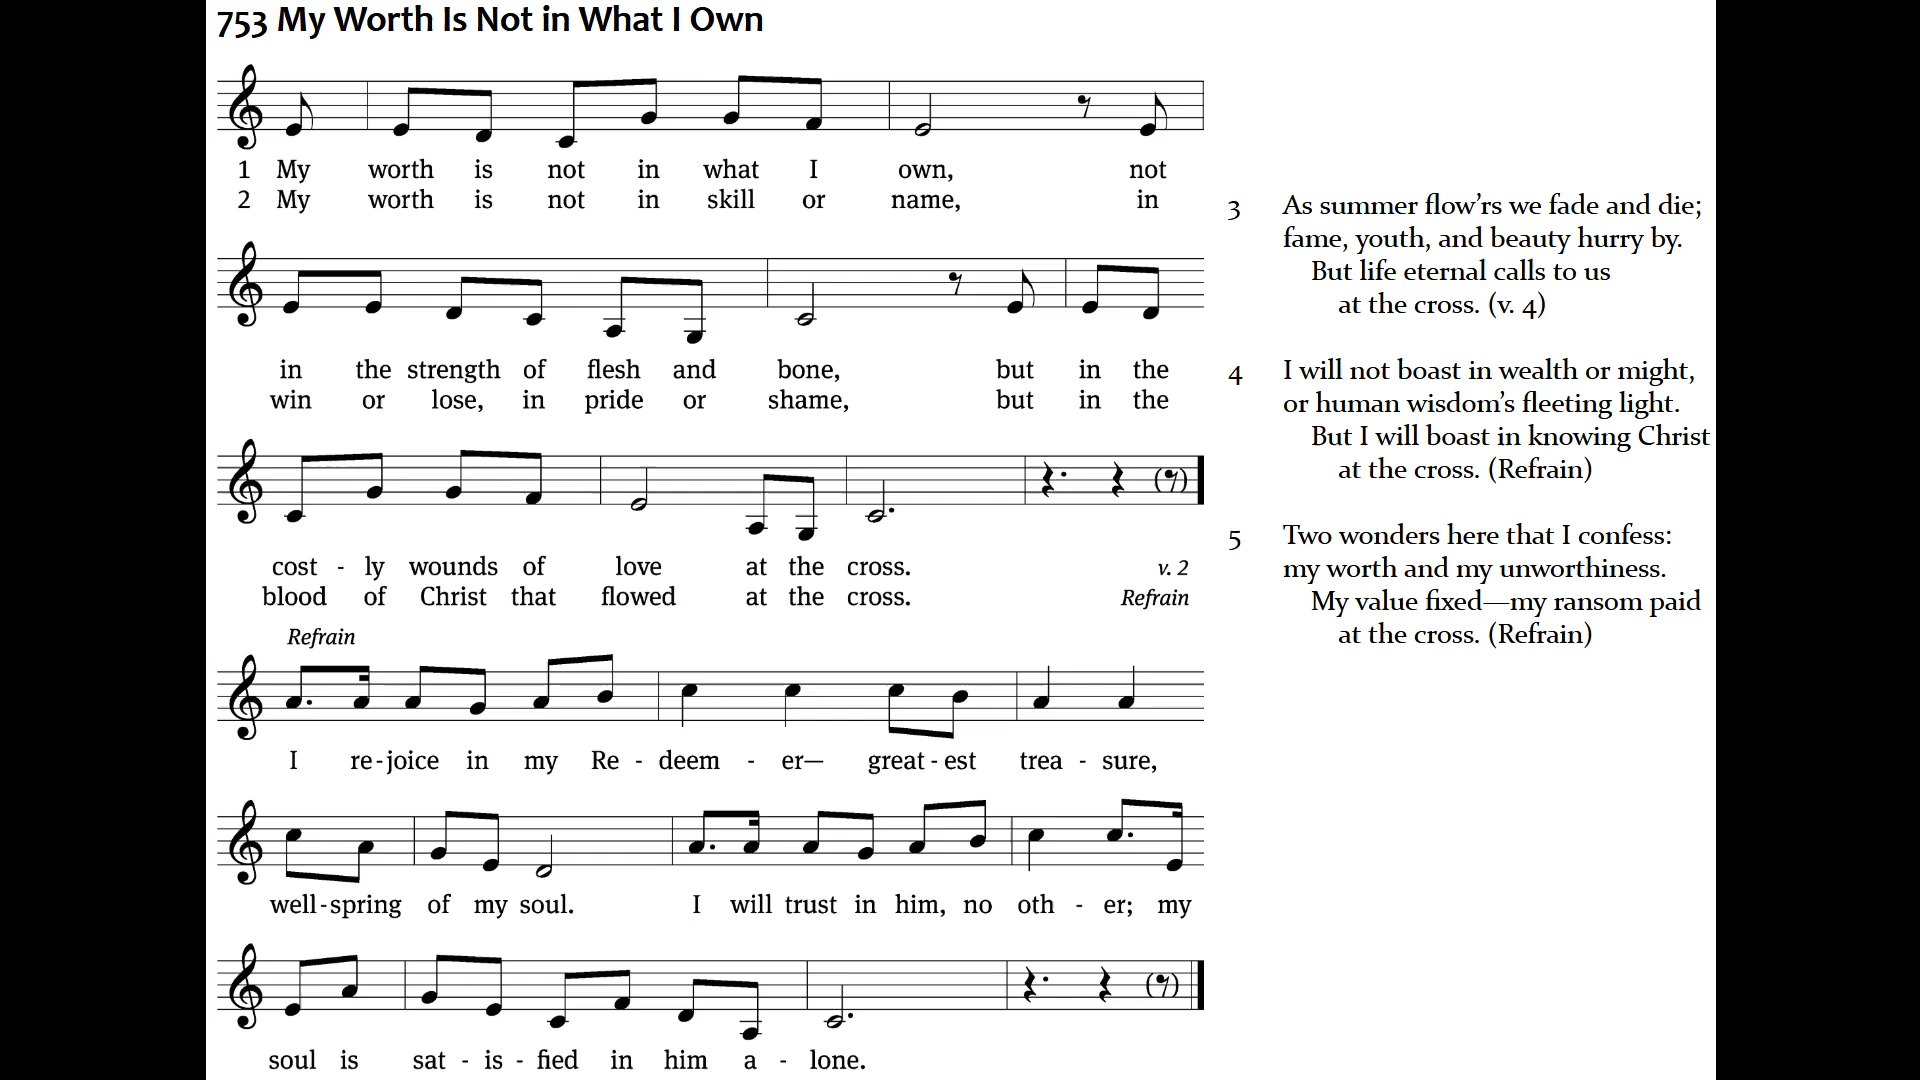 753 My Worth Is Not in What I Own
1 My worth is not in what I own, not
2 My worth is not in skill or name, in
in the strength of flesh and bone, but in the
win or lose, in pride or shame, but in the
cost - ly wounds of love at the cross. v. 2
blood of Christ that flowed at the cross. Refrain
Refrain
I re - joice in my Re - deem - er— great - est trea - sure,
well - spring of my soul. I will trust in him, no oth - er; my
soul is sat - is - fied in him a - lone.
3 As summer flow’rs we fade and die;
fame, youth, and beauty hurry by.
But life eternal calls to us
at the cross. (v. 4)
4 I will not boast in wealth or might,
or human wisdom’s fleeting light.
But I will boast in knowing Christ
at the cross. (Refrain)
5 Two wonders here that I confess:
my worth and my unworthiness.
My value fixed—my ransom paid
at the cross. (Refrain)